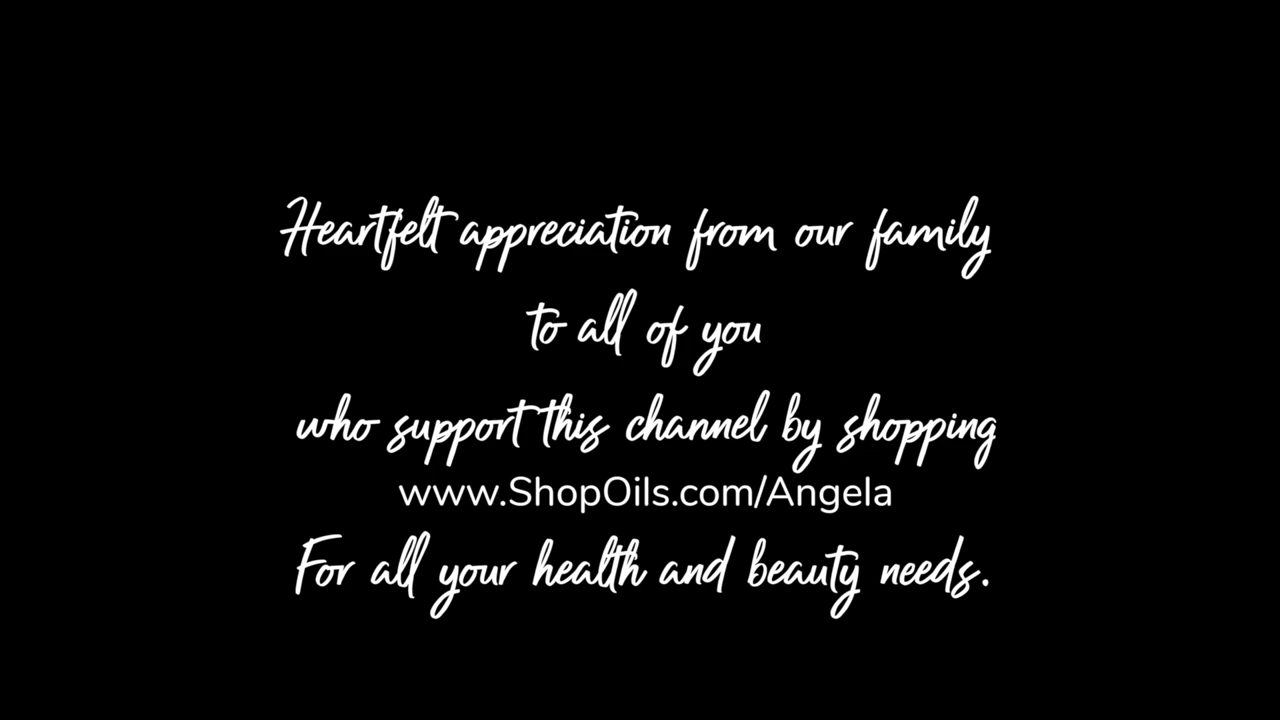 Heartfelt appreciation from our family
to all of you
who support this channel by shopping
www.ShopOils.com/Angela
For all your health and beauty needs.